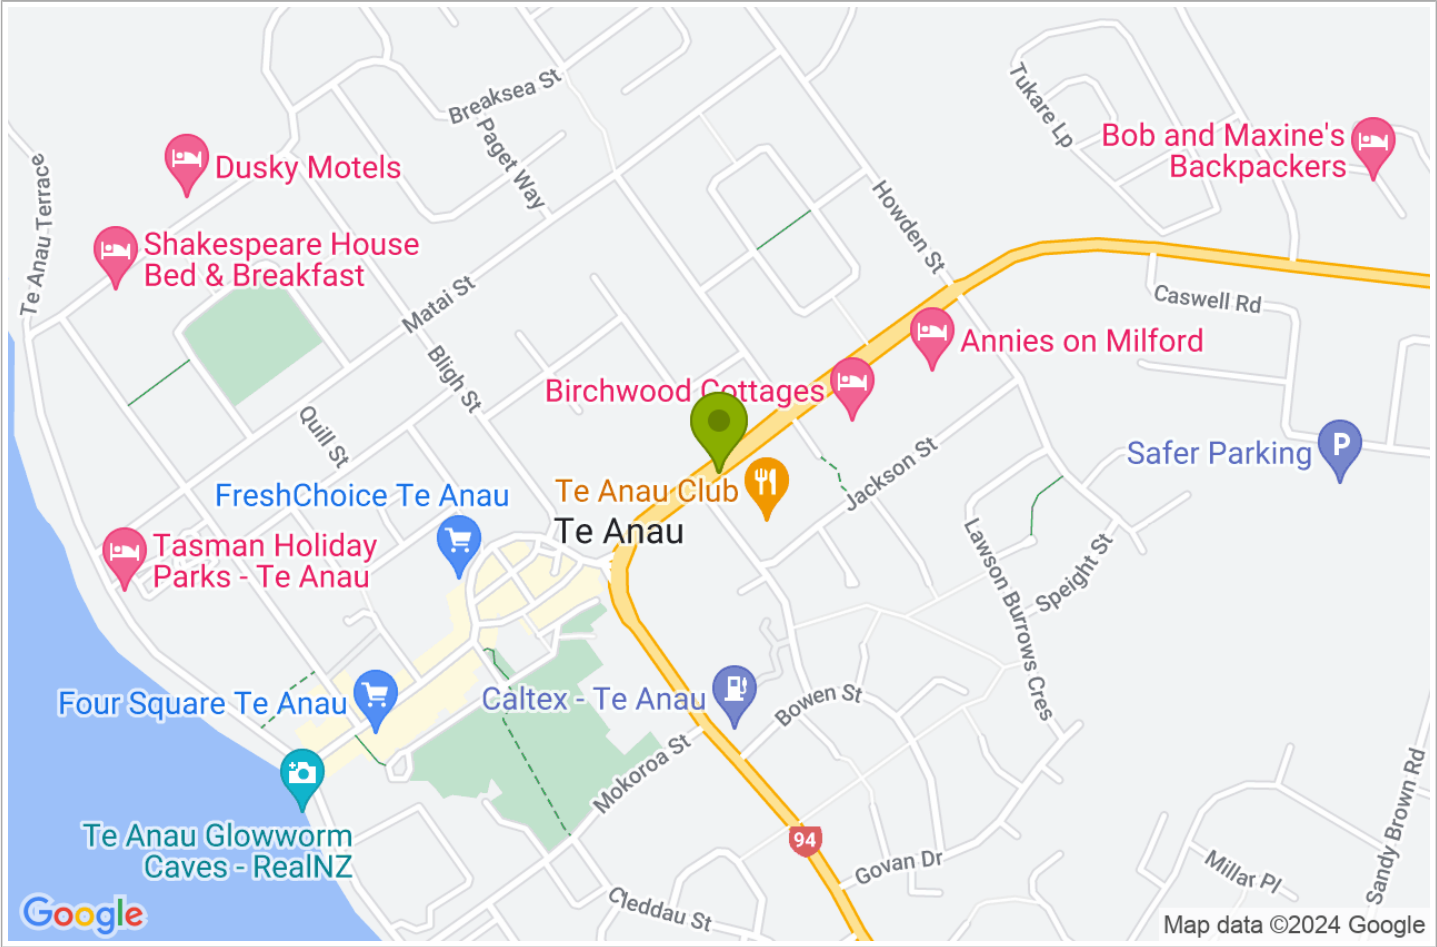 Breaksea St
Tukare Lp
Paget Way
Bob and Maxine's
Backpackers
Dusky Motels
Te Anau Terrace
Howden St
Shakespeare House
Bed & Breakfast
Matai St
Caswell Rd
Annies on Milford
Bligh St
Birchwood Cottages
Quill St
Jackson St
Safer Parking
P
FreshChoice Te Anau
Te Anau Club
Te Anau
Tasman Holiday
Parks - Te Anau
Lawson Burrows Cres
Speight St
Four Square Te Anau
Caltex - Te Anau
Bowen St
Mokoroa St
Te Anau Glowworm
Caves - RealNZ
94
Govan Dr
Millar Pl
Sandy Brown Rd
Cleddau St
Google
Map data ©2024 Google